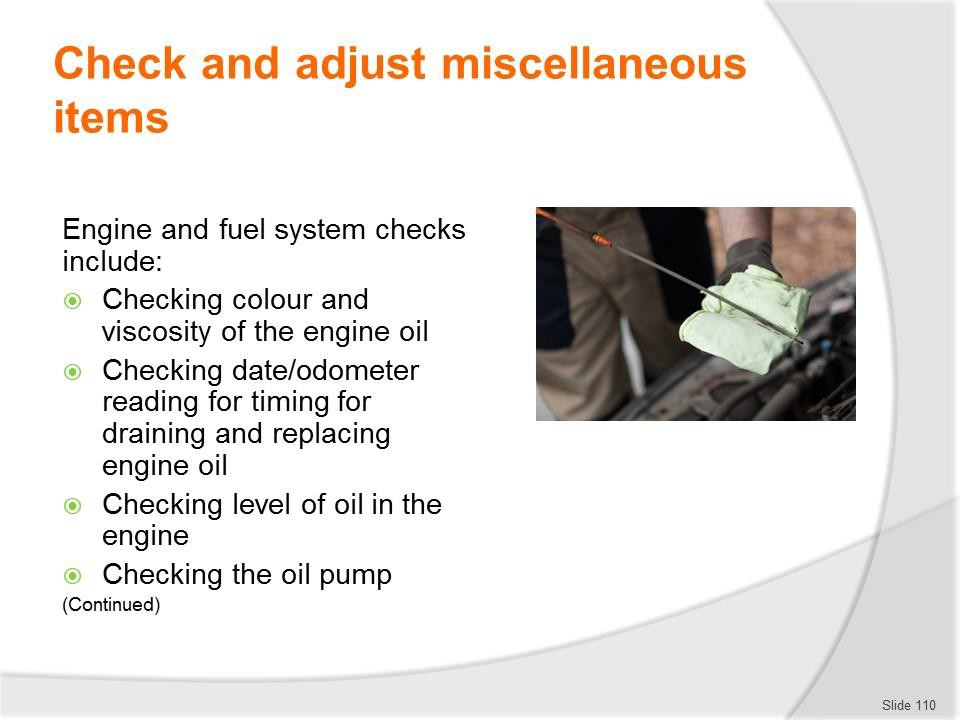 Check and adjust miscellaneous
items
Engine and fuel system checks
include:
Checking colour and
viscosity of the engine oil
Checking date/odometer
reading for timing for
draining and replacing
engine oil
Checking level of oil in the
engine
Checking the oil pump
(Continued)
Slide 110